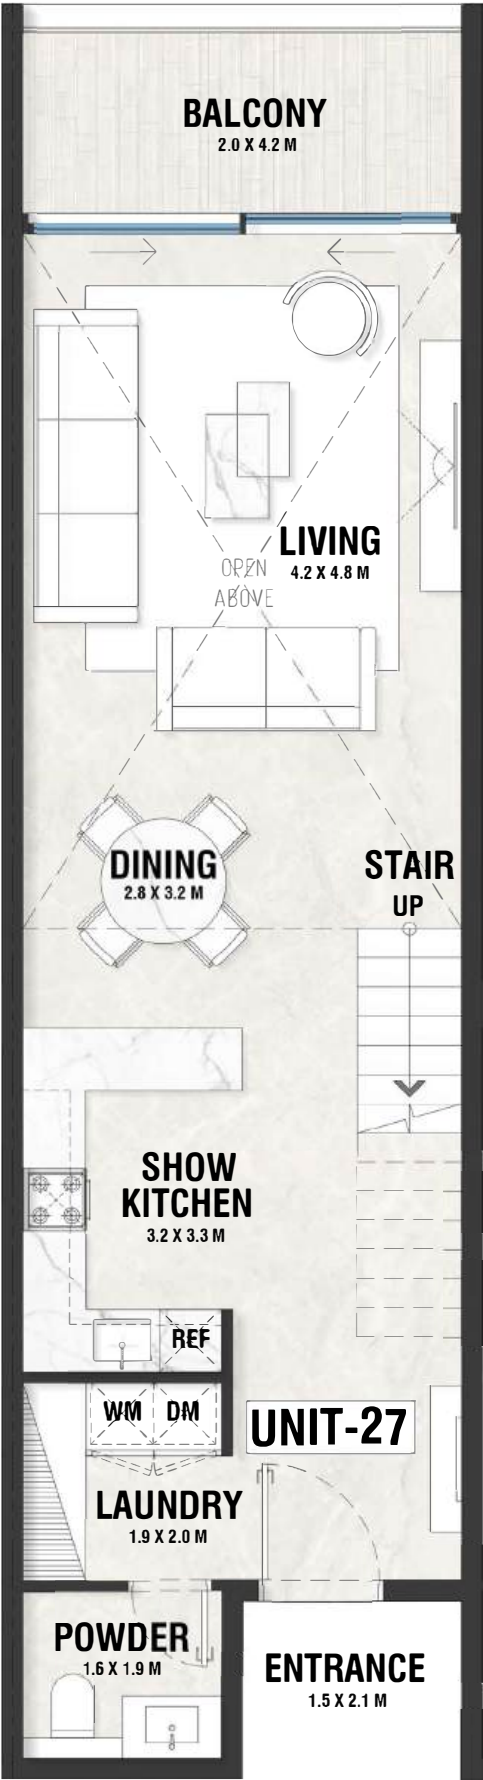 BALCONY
2.0 X 4.2 M
LIVING
4.2 X 4.8 M
OPEN
ABOVE
DINING
2.8 X 3.2 M
STAIR
UP
SHOW
KITCHEN
3.2 X 3.3 M
REF
WM
DM
UNIT-27
LAUNDRY
1.9 X 2.0 M
POWDER
1.6 X 1.9 M
ENTRANCE
1.5 X 2.1 M